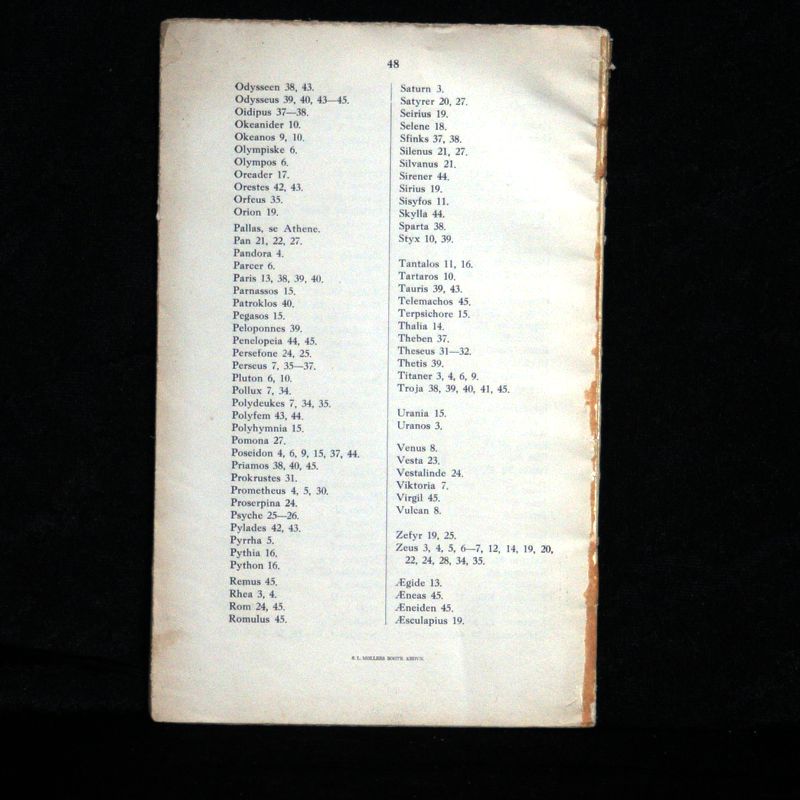 48
Odysseen 38, 43.
Odysseus 39, 40, 43—45.
Oidipus 37—38.
Okeanider 10.
Okeanos 9, 10.
Olympiske 6.
Olympos 6.
Oreader 17.
Orestes 42, 43.
Orfeus 35.
Orion 19.
Pallas, se Athene.
Pan 21, 22, 27.
Pandora 4.
Parcer 6.
Paris 13, 38, 39, 40.
Parnassos 15.
Patroklos 40.
Pegasos 15.
Peloponnes 39.
Penelopeia 44, 45.
Persefone 24, 25.
Perseus 7, 35—37.
Pluton 6, 10.
Pollux 7, 34.
Polydeukes 7, 34, 35.
Polyfem 43, 44.
Polyhymnia 15.
Pomona 27.
Poseidon 4, 6, 9, 15, 37, 44.
Priamos 38, 40, 45.
Prokrustes 31.
Prometheus 4, 5, 30.
Proserpina 24.
Psyche 25—26.
Pylades 42, 43.
Pyrrha 5.
Pythia 16.
Python 16.
Remus 45.
Rhea 3, 4.
Rom 24, 45.
Romulus 45.
Saturn 3.
Satyrer 20, 27.
Seirius 19.
Selene 18.
Sfinks 37, 38.
Silenus 21, 27.
Silvanus 21.
Sirener 44.
Sirius 19.
Sisyfos 11.
Skylla 44.
Sparta 38.
Styx 10, 39.
Tantalos 11, 16.
Tartaros 10.
Tauris 39, 43.
Telemachos 45.
Terpsichore 15.
Thalia 14.
Theben 37.
Theseus 31—32.
Thetis 39.
Titaner 3, 4, 6, 9.
Troja 38, 39, 40, 41, 45.
Urania 15.
Uranos 3.
Venus 8.
Vesta 23.
Vestalinde 24.
Viktoria 7.
Virgil 45.
Vulcan 8.
Zefyr 19, 25.
Zeus 3, 4, 5, 6—7, 12, 14, 19, 20,
22, 24, 28, 34, 35.
Ægide 13.
Æneas 45.
Æneiden 45.
Æsculapius 19.
S. L. MØLLERS BOGTR. KBHVN.